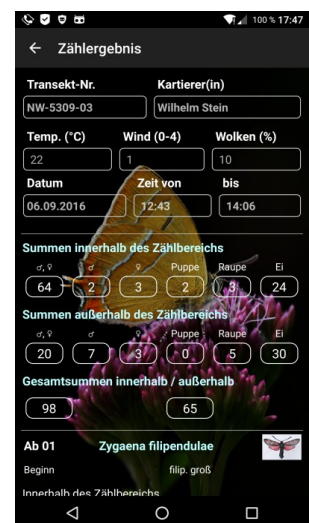 100 % 17:47
Zählergebnis
Transekt-Nr. Kartierer(in)
NW-5309-03 Wilhelm Stein
Temp. (°C) Wind (0-4) Wolken (%)
22 1 10
Datum Zeit von bis
06.09.2016 12:43 14:06
Summen innerhalb des Zählbereichs
♂, ♀ ♂ ♀ Puppe Raupe Ei
64 2 3 2 3 24
Summen außerhalb des Zählbereichs
♂, ♀ ♂ ♀ Puppe Raupe Ei
20 7 3 0 5 30
Gesamtsummen innerhalb / außerhalb
98 65
Ab 01 Zygaena filipendulae
Beginn filip. groß
Innerhalb des Zählbereichs